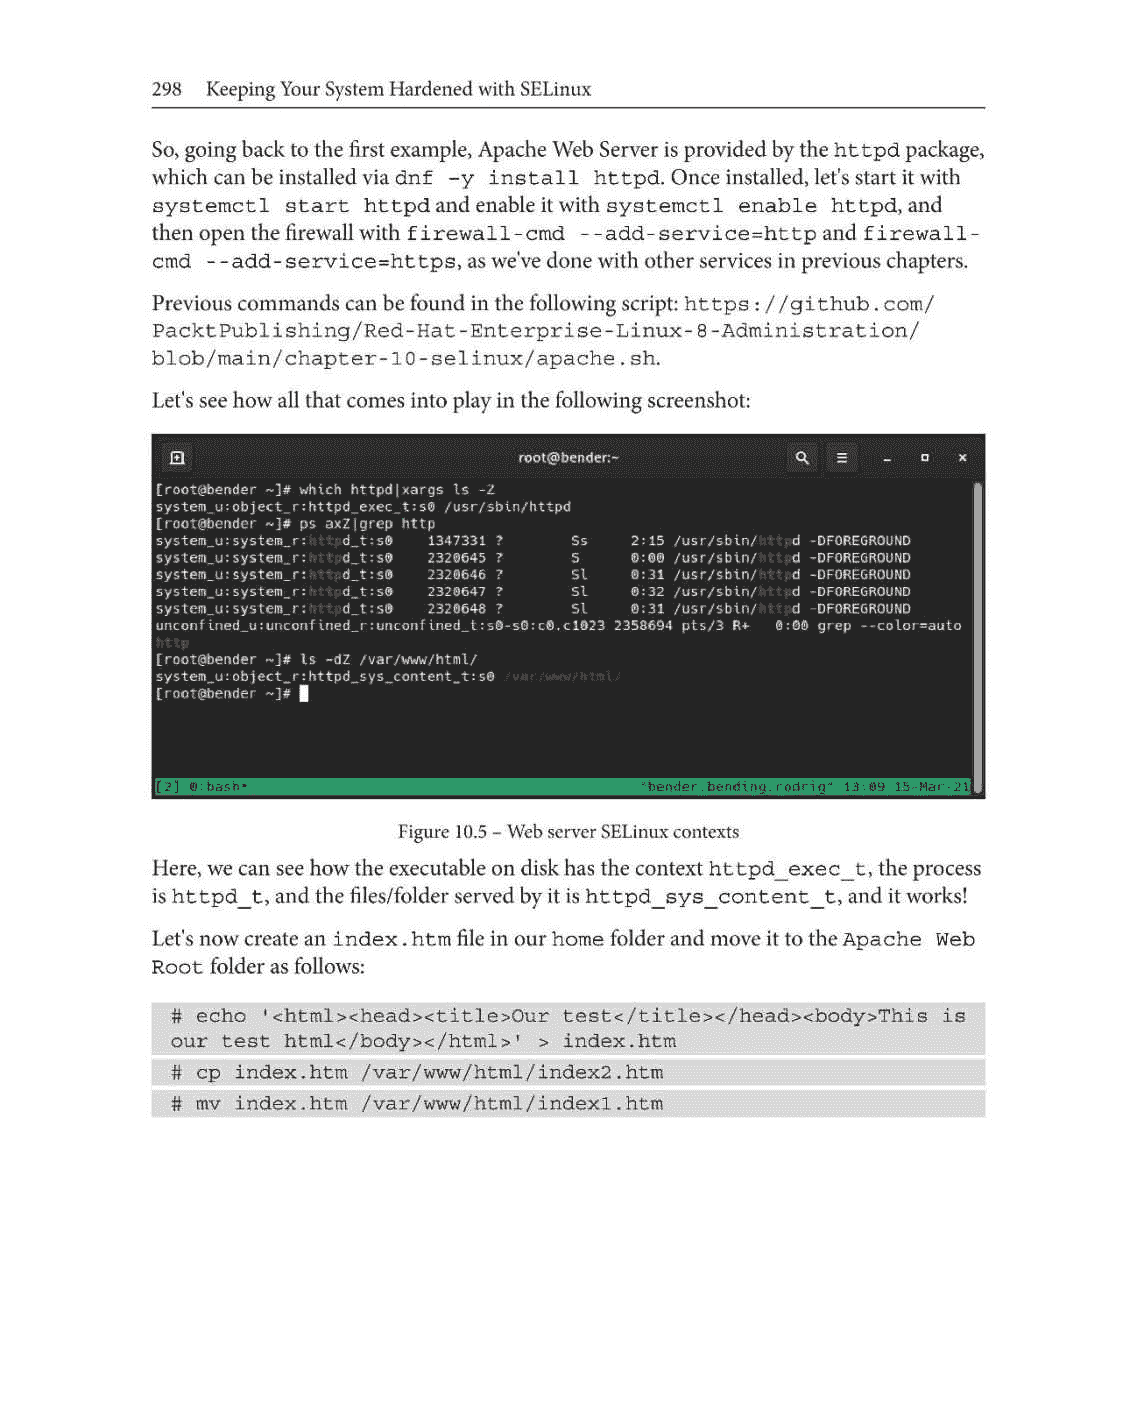 298 Keeping Your System Hardened with SELinux
So, going back to the first example, Apache Web Server is provided by the httpd package,
which can be installed via dnf -y install httpd. Once installed, let's start it with
systemctl start httpd and enable it with systemctl enable httpd, and
then open the firewall with firewall-cmd --add-service=http and firewall-
cmd --add-service=https, as we've done with other services in previous chapters.
Previous commands can be found in the following script: https://github.com/
PacktPublishing/Red-Hat-Enterprise-Linux-8-Administration/
blob/main/chapter-10-selinux/apache.sh.
Let's see how all that comes into play in the following screenshot:
root@bender:~
[root@bender ~]# which httpd|xargs ls -Z
system_u:object_r:httpd_exec_t:s0 /usr/sbin/httpd
[root@bender ~]# ps axZ|grep http
system_u:system_r:httpd_t:s0 1347331 ? Ss 2:15 /usr/sbin/httpd -DFOREGROUND
system_u:system_r:httpd_t:s0 2320645 ? S 0:00 /usr/sbin/httpd -DFOREGROUND
system_u:system_r:httpd_t:s0 2320646 ? Sl 0:31 /usr/sbin/httpd -DFOREGROUND
system_u:system_r:httpd_t:s0 2320647 ? Sl 0:32 /usr/sbin/httpd -DFOREGROUND
system_u:system_r:httpd_t:s0 2320648 ? Sl 0:31 /usr/sbin/httpd -DFOREGROUND
unconfined_u:unconfined_r:unconfined_t:s0-s0:c0.c1023 2358694 pts/3 R+ 0:00 grep --color=auto
http
[root@bender ~]# ls -dZ /var/www/html/
system_u:object_r:httpd_sys_content_t:s0 /var/www/html/
[root@bender ~]#
[2] 0:bash* "bender.bending.rodrig" 13:09 15-Mar-21
Figure 10.5 – Web server SELinux contexts
Here, we can see how the executable on disk has the context httpd_exec_t, the process
is httpd_t, and the files/folder served by it is httpd_sys_content_t, and it works!
Let's now create an index.htm file in our home folder and move it to the Apache Web
Root folder as follows:
# echo '<html><head><title>Our test</title></head><body>This is
our test html</body></html>' > index.htm
# cp index.htm /var/www/html/index2.htm
# mv index.htm /var/www/html/index1.htm